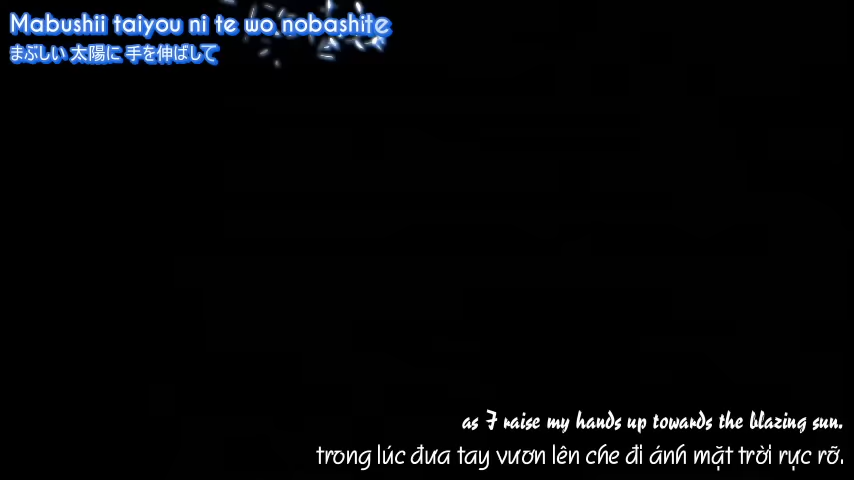 Mabushii taiyou ni te wo nobashite
まぶしい 太陽に 手を伸ばして
as I raise my hands up towards the blazing sun.
trong lúc đưa tay vươn lên che đi ánh mặt trời rực rỡ.